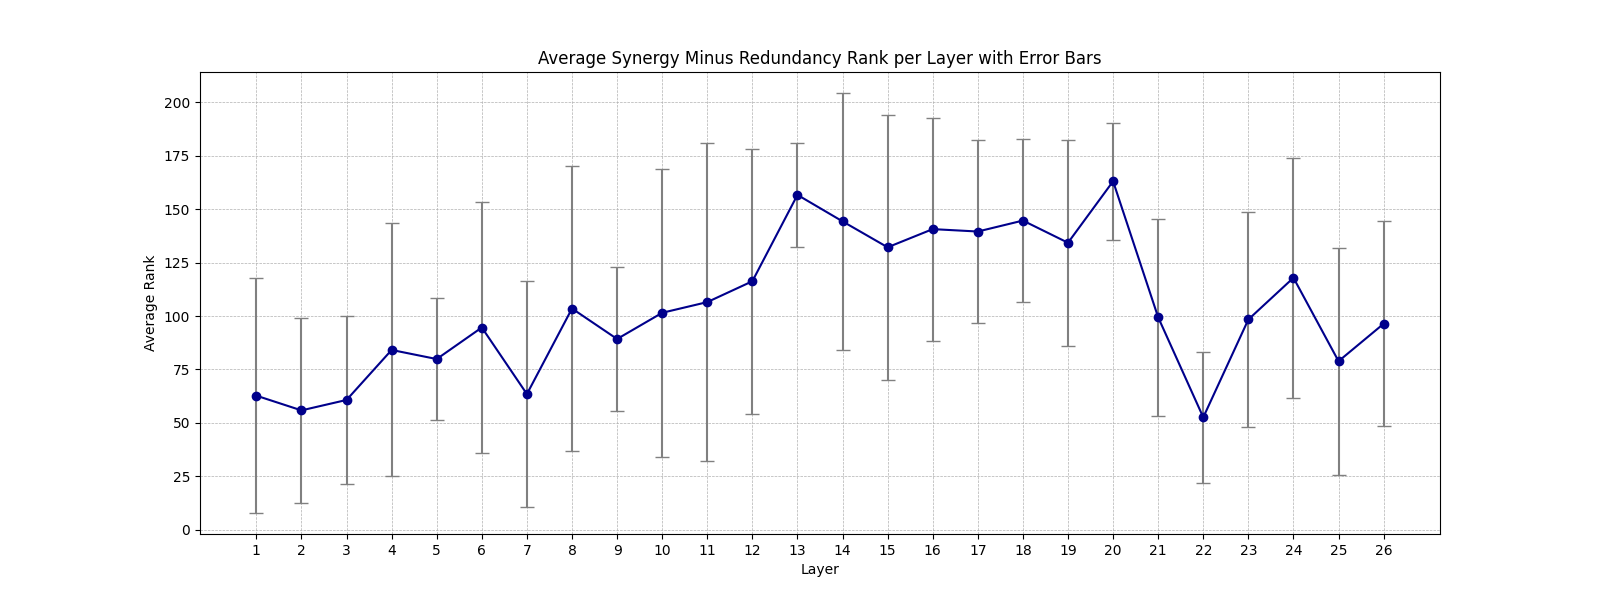 Average Synergy Minus Redundancy Rank per Layer with Error Bars
Average Rank
200
175
150
125
100
75
50
25
0
1 2 3 4 5 6 7 8 9 10 11 12 13 14 15 16 17 18 19 20 21 22 23 24 25 26
Layer